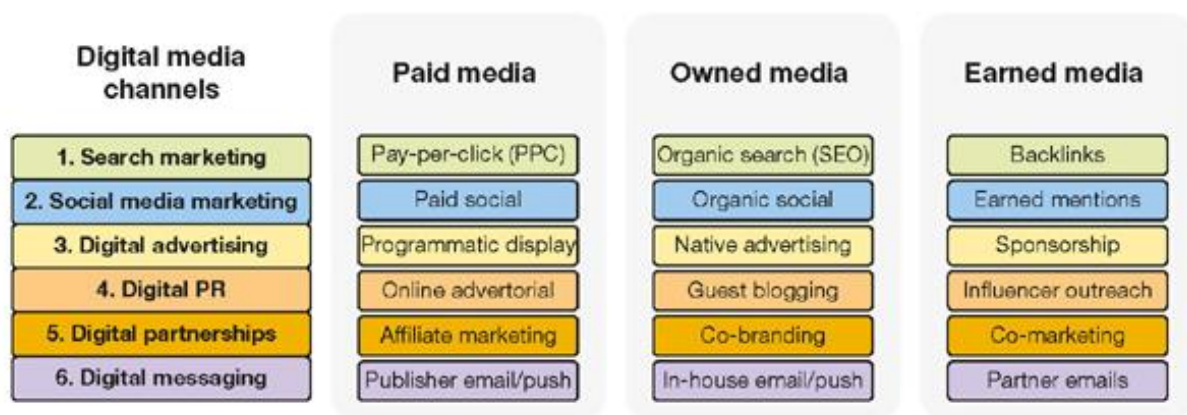 Digital media
channels
Paid media
Owned media
Earned media
1. Search marketing
Pay-per-click (PPC)
Organic search (SEO)
Backlinks
2. Social media marketing
Paid social
Organic social
Earned mentions
3. Digital advertising
Programmatic display
Native advertising
Sponsorship
4. Digital PR
Online advertorial
Guest blogging
Influencer outreach
5. Digital partnerships
Affiliate marketing
Co-branding
Co-marketing
6. Digital messaging
Publisher email/push
In-house email/push
Partner emails